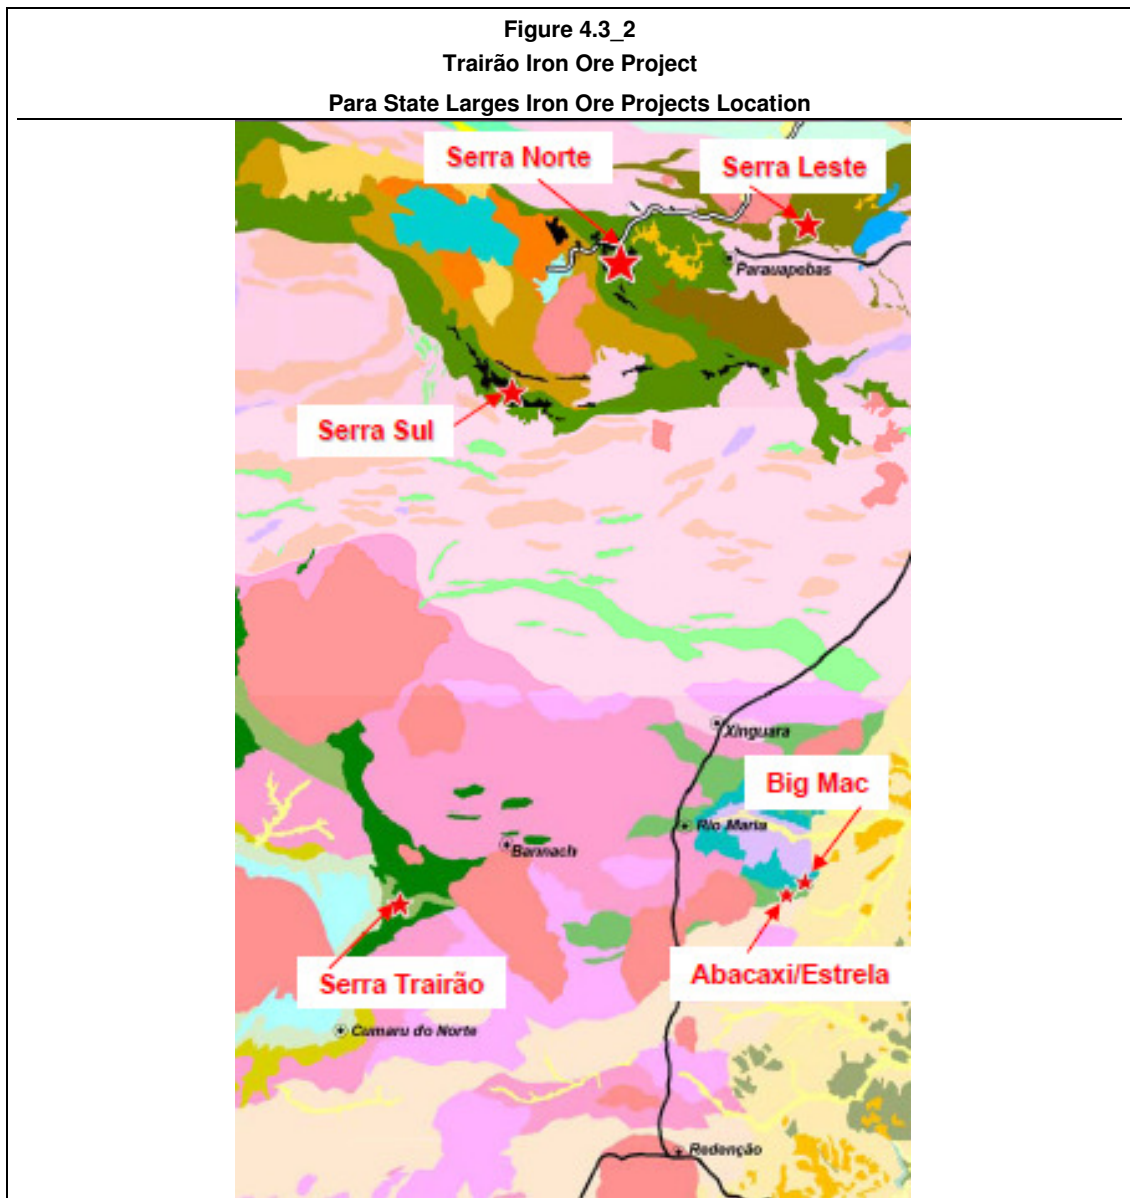 Figure 4.3_2
Trairão Iron Ore Project
Para State Larges Iron Ore Projects Location
Serra Norte
Serra Leste
Parauapebas
Serra Sul
Xinguara
Big Mac
Rio Maria
Bannach
Abacaxi/Estrela
Serra Trairão
Cumaru do Norte
Redenção